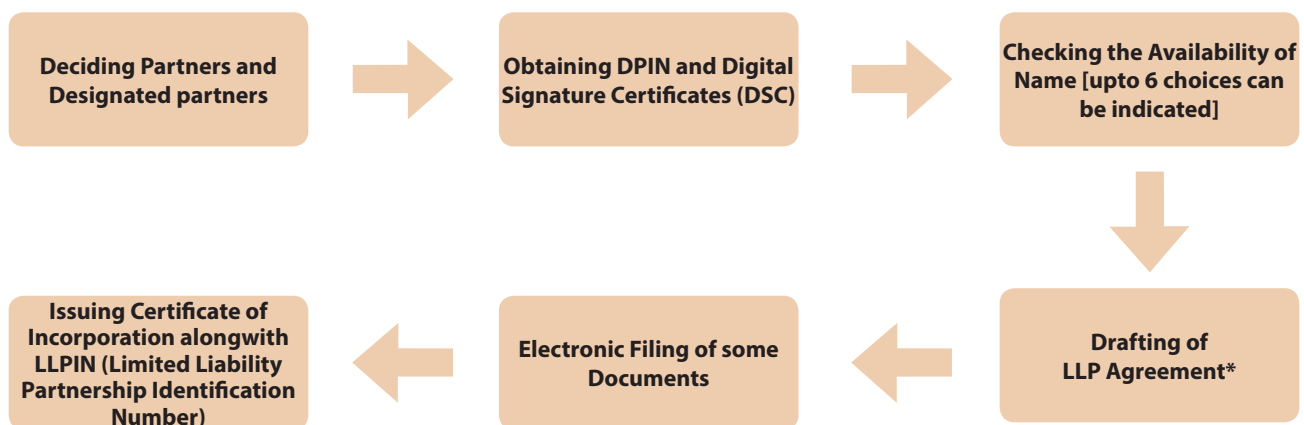 Deciding Partners and
Designated partners
Obtaining DPIN and Digital
Signature Certificates (DSC)
Checking the Availability of
Name [upto 6 choices can
be indicated]
Drafting of
LLP Agreement*
Electronic Filing of some
Documents
Issuing Certificate of
Incorporation alongwith
LLPIN (Limited Liability
Partnership Identification
Number)